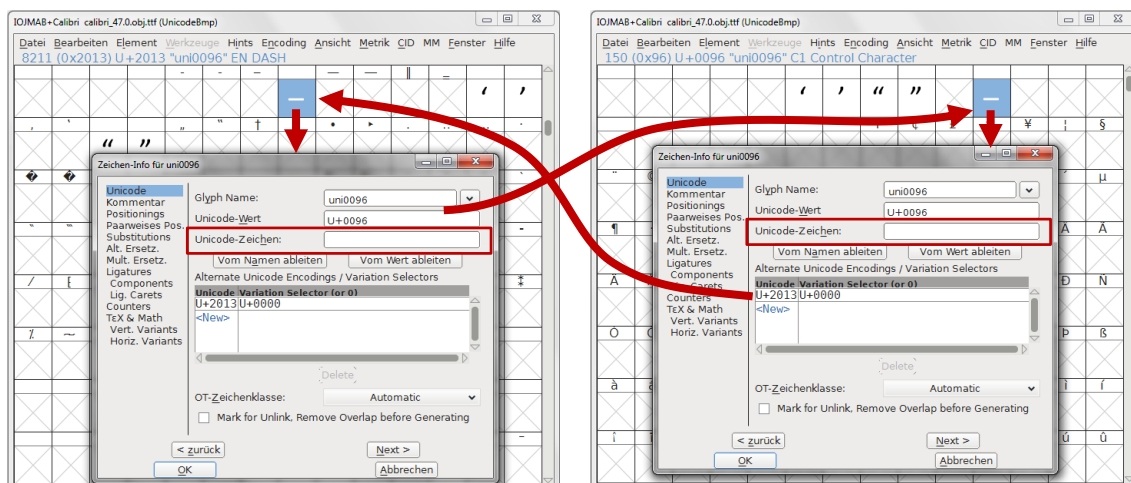 IOJMAB+Calibri calibri_47.0.obj.ttf (UnicodeBmp)
Datei Bearbeiten Element Werkzeuge Hints Encoding Ansicht Metrik CID MM Fenster Hilfe
8211 (0x2013) U+2013 "uni0096" EN DASH
Zeichen-Info für uni0096
Unicode
Kommentar
Positionings
Paarweises Pos.
Substitutions
Alt. Ersetz.
Mult. Ersetz.
Ligatures
Components
Lig. Carets
Counters
TεX & Math
Vert. Variants
Horiz. Variants
Glyph Name:
uni0096
Unicode-Wert
U+0096
Unicode-Zeichen:
Vom Namen ableiten Vom Wert ableiten
Alternate Unicode Encodings / Variation Selectors
Unicode Variation Selector (or 0)
U+2013 U+0000
<New>
Delete
OT-Zeichenklasse: Automatic
Mark for Unlink, Remove Overlap before Generating
< zurück Next >
OK Abbrechen
IOJMAB+Calibri calibri_47.0.obj.ttf (UnicodeBmp)
Datei Bearbeiten Element Werkzeuge Hints Encoding Ansicht Metrik CID MM Fenster Hilfe
150 (0x96) U+0096 "uni0096" C1 Control Character
Zeichen-Info für uni0096
Unicode
Kommentar
Positionings
Paarweises Pos.
Substitutions
Alt. Ersetz.
Mult. Ersetz.
Ligatures
Components
Carets
Counters
TεX & Math
Vert. Variants
Horiz. Variants
Glyph Name:
uni0096
Unicode-Wert
U+0096
Unicode-Zeichen:
Vom Namen ableiten Vom Wert ableiten
Alternate Unicode Encodings / Variation Selectors
Unicode Variation Selector (or 0)
U+2013 U+0000
<New>
Delete
OT-Zeichenklasse: Automatic
Mark for Unlink, Remove Overlap before Generating
< zurück Next >
OK Abbrechen